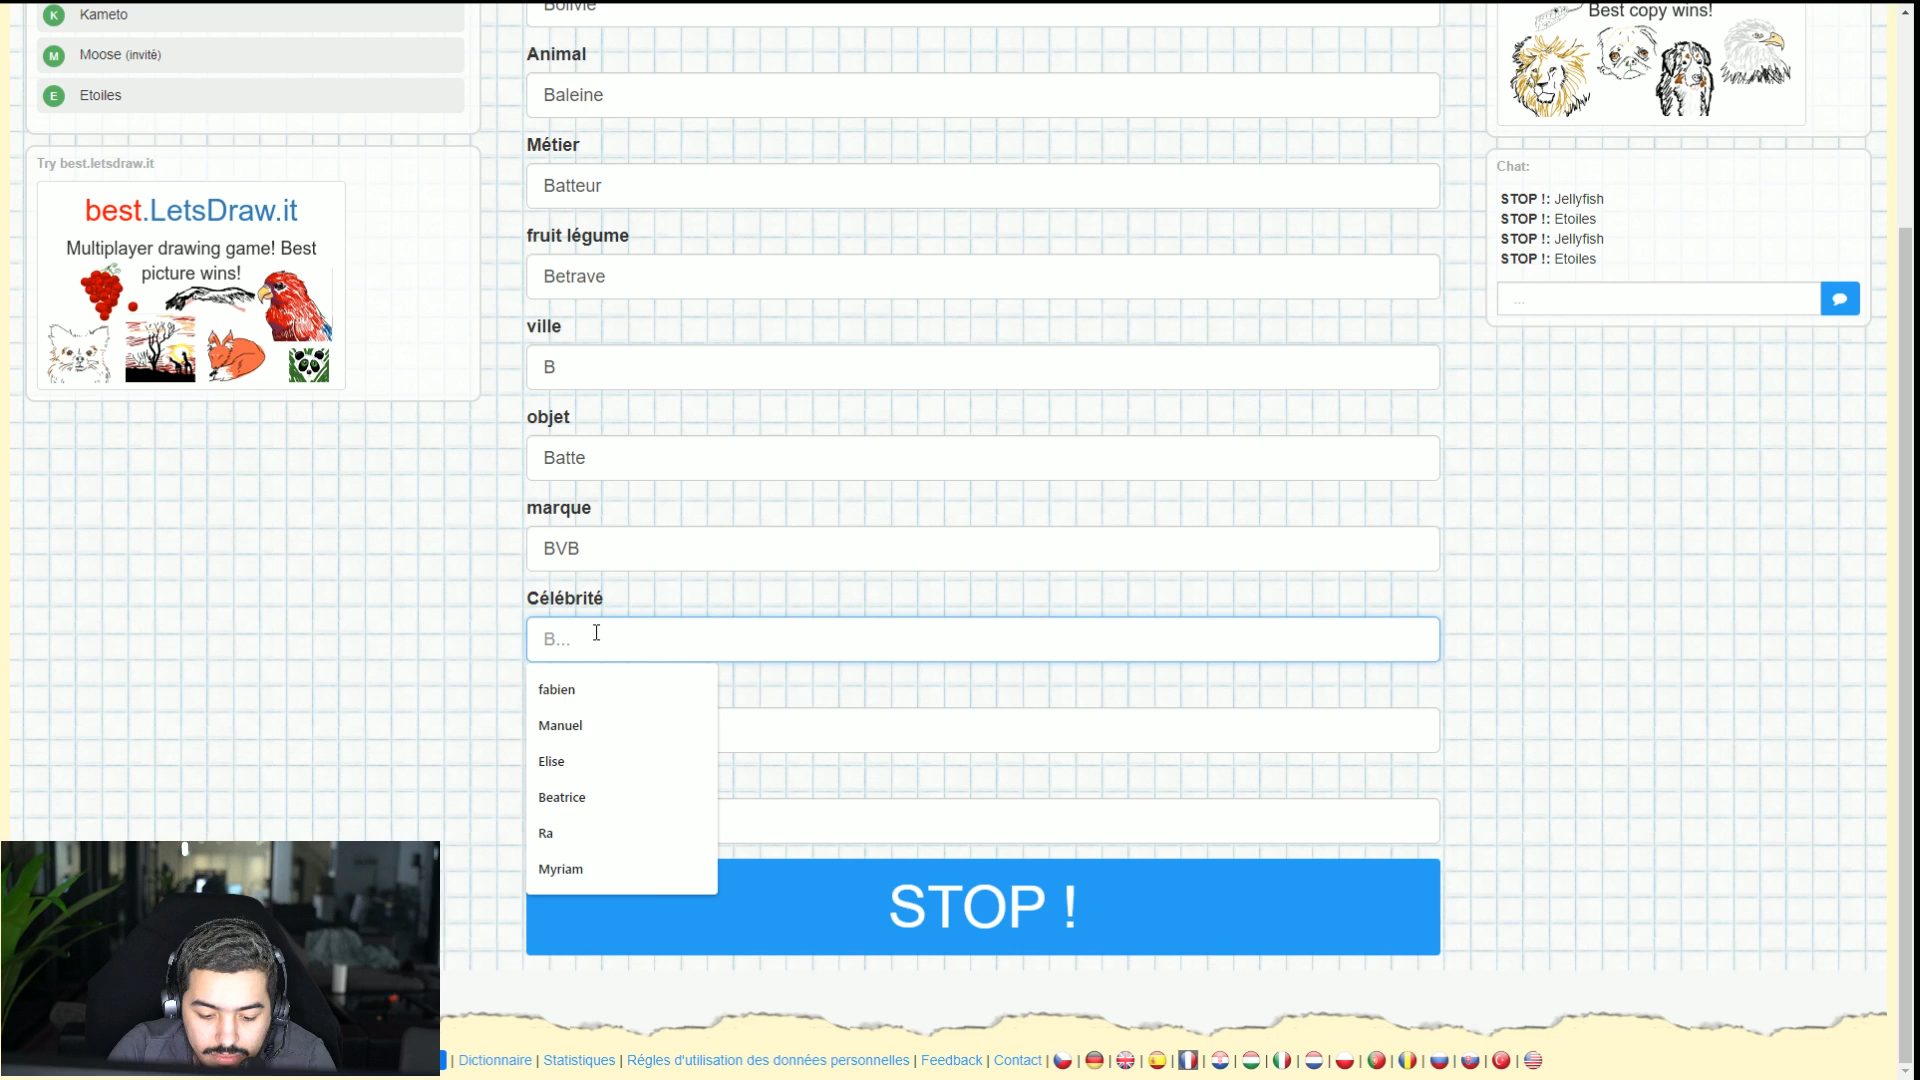 K Kameto
M Moose (invité)
E Etoiles
Try best.letsdraw.it
best.LetsDraw.it
Multiplayer drawing game! Best
picture wins!
Bolivie
Animal
Baleine
Métier
Batteur
fruit légume
Betrave
ville
B
objet
Batte
marque
BVB
Célébrité
B...
fabien
Manuel
Elise
Beatrice
Ra
Myriam
STOP !
Best copy wins!
Chat:
STOP !: Jellyfish
STOP !: Etoiles
STOP !: Jellyfish
STOP !: Etoiles
...
| Dictionnaire | Statistiques | Régles d'utilisation des données personnelles | Feedback | Contact |